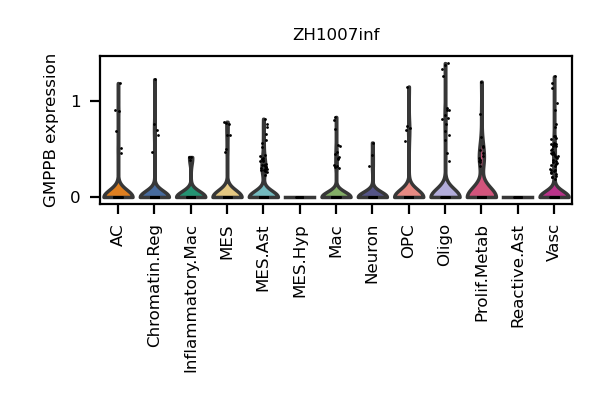 ZH1007inf
GMPPB expression
1
0
AC
Chromatin.Reg
Inflammatory.Mac
MES
MES.Ast
MES.Hyp
Mac
Neuron
OPC
Oligo
Prolif.Metab
Reactive.Ast
Vasc